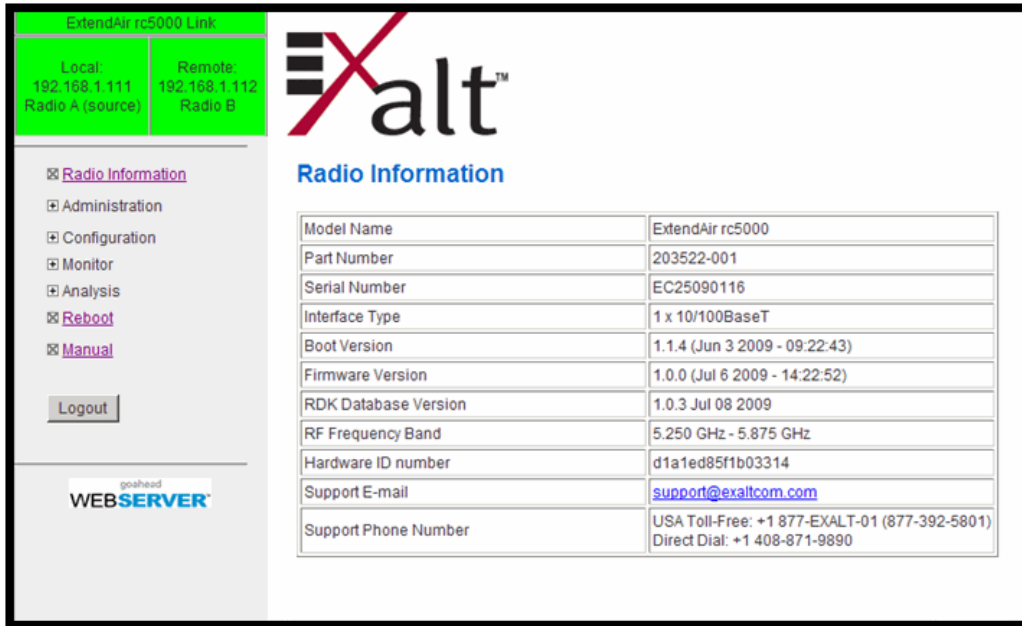 ExtendAir rc5000 Link
Local:
192.168.1.111
Radio A (source)
Remote:
192.168.1.112
Radio B
Radio Information
Administration
Configuration
Monitor
Analysis
Reboot
Manual
Logout
goahead
WEBSERVER
Exalt™
Radio Information
Model Name ExtendAir rc5000
Part Number 203522-001
Serial Number EC25090116
Interface Type 1 x 10/100BaseT
Boot Version 1.1.4 (Jun 3 2009 - 09:22:43)
Firmware Version 1.0.0 (Jul 6 2009 - 14:22:52)
RDK Database Version 1.0.3 Jul 08 2009
RF Frequency Band 5.250 GHz - 5.875 GHz
Hardware ID number d1a1ed85f1b03314
Support E-mail support@exaltcom.com
Support Phone Number USA Toll-Free: +1 877-EXALT-01 (877-392-5801)
Direct Dial: +1 408-871-9890